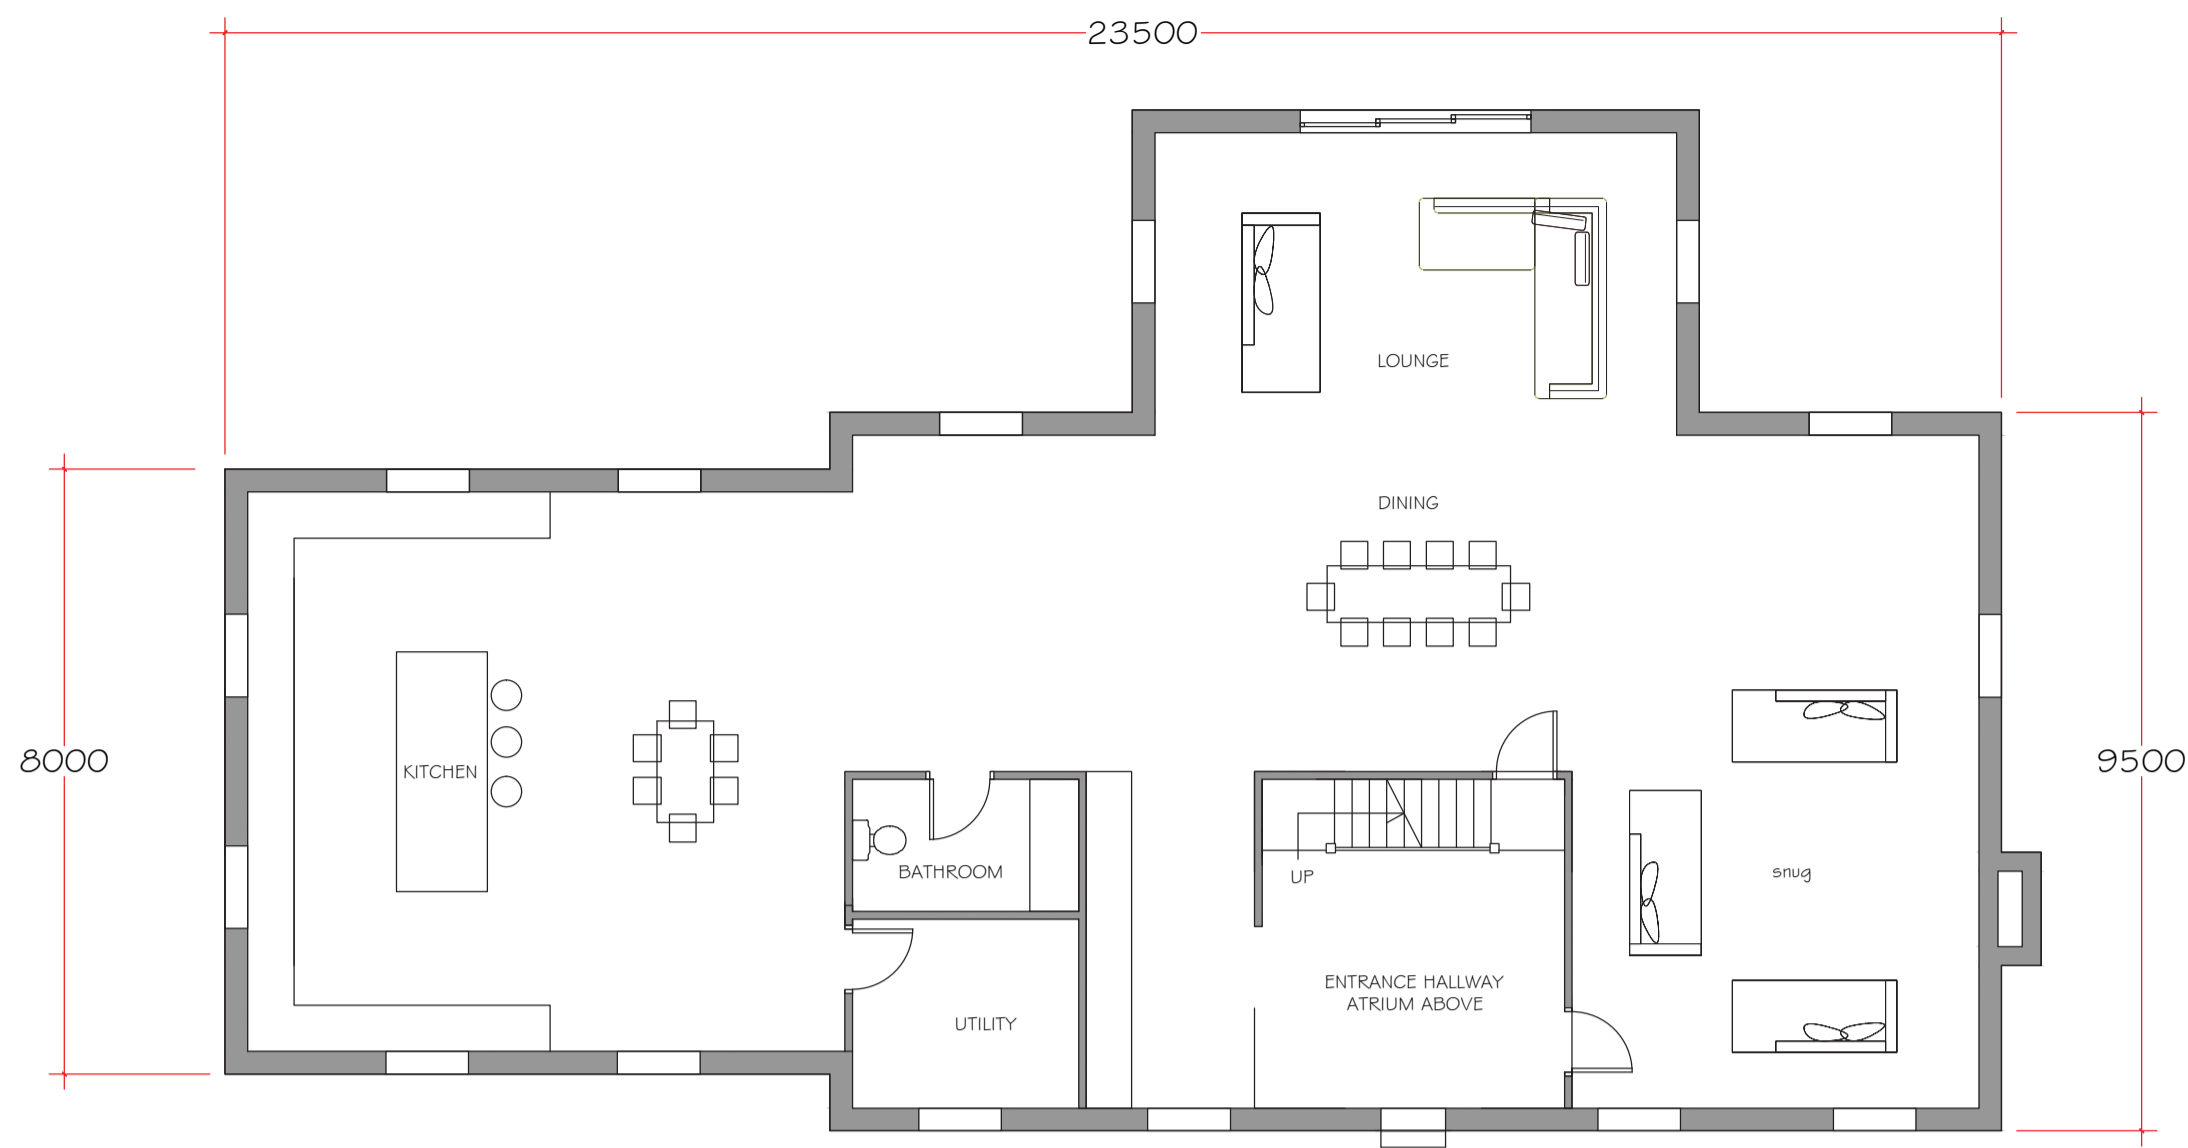 23500
LOUNGE
DINING
8000
KITCHEN
9500
BATHROOM
UP
snug
ENTRANCE HALLWAY
ATRIUM ABOVE
UTILITY